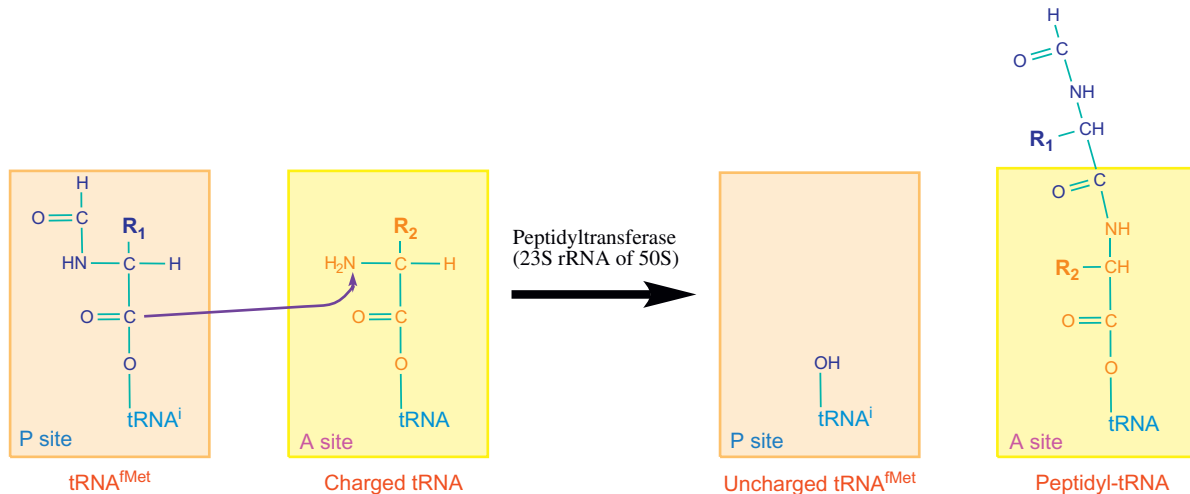 H
O
C
R₁
HN
C
H
O
C
O
tRNAⁱ
P site
tRNAᶠᴹᵉᵗ
R₂
H₂N
C
H
O
C
O
tRNA
A site
Charged tRNA
Peptidyltransferase
(23S rRNA of 50S)
OH
tRNAⁱ
P site
Uncharged tRNAᶠᴹᵉᵗ
H
O
C
NH
R₁
CH
O
C
NH
R₂
CH
O
C
O
tRNA
A site
Peptidyl-tRNA